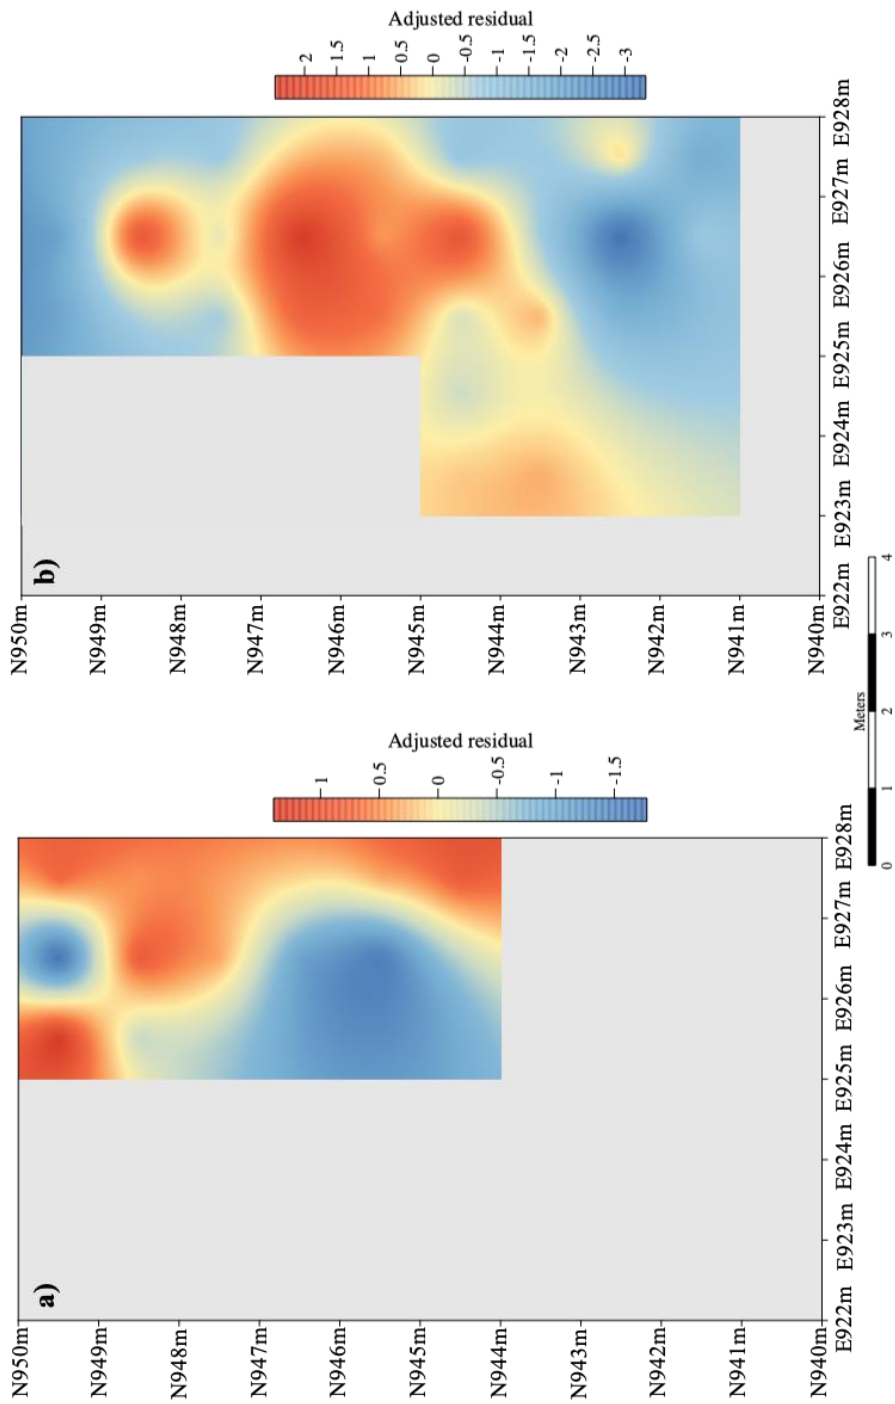 a)
N950m
N949m
N948m
N947m
N946m
N945m
N944m
N943m
N942m
N941m
N940m
E922m
E923m
E924m
E925m
E926m
E927m
E928m
Adjusted residual
1
0.5
0
-0.5
-1
-1.5
b)
N950m
N949m
N948m
N947m
N946m
N945m
N944m
N943m
N942m
N941m
N940m
E922m
E923m
E924m
E925m
E926m
E927m
E928m
Adjusted residual
2
1.5
1
0.5
0
-0.5
-1
-1.5
-2
-2.5
-3
Meters
0 1 2 3 4